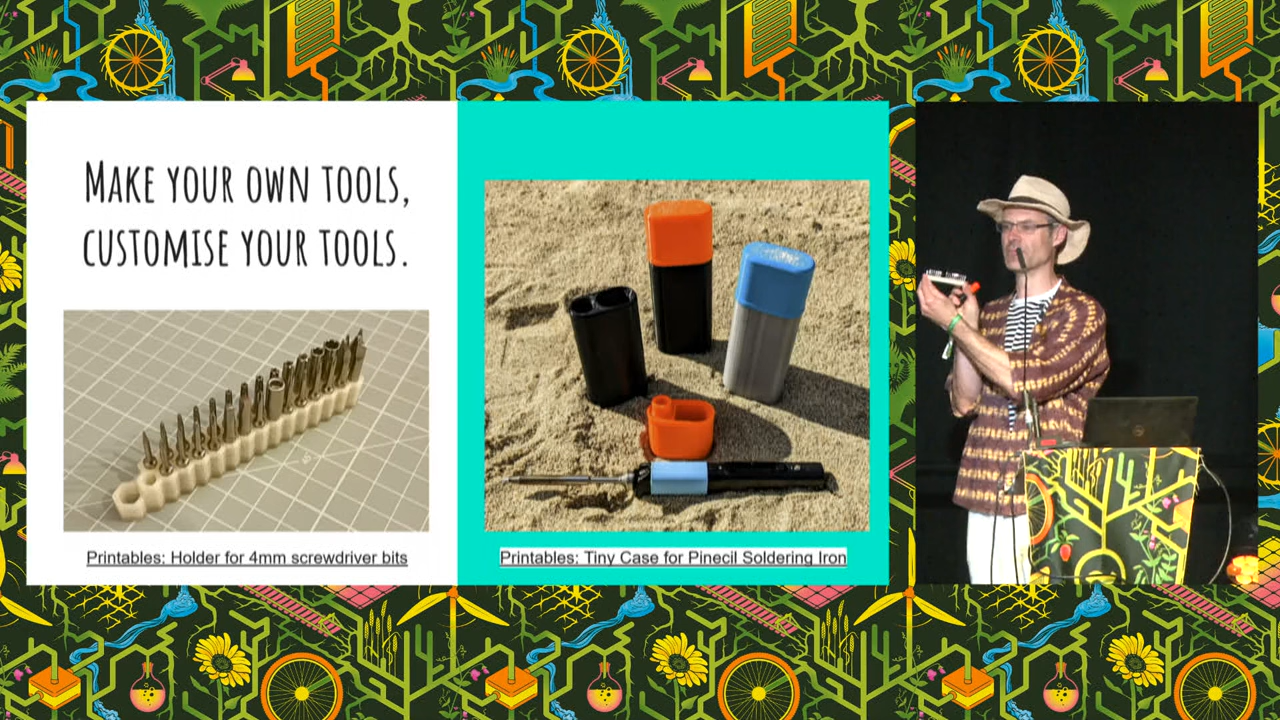 MAKE YOUR OWN TOOLS,
CUSTOMISE YOUR TOOLS.
Printables: Holder for 4mm screwdriver bits
Printables: Tiny Case for Pinecil Soldering Iron